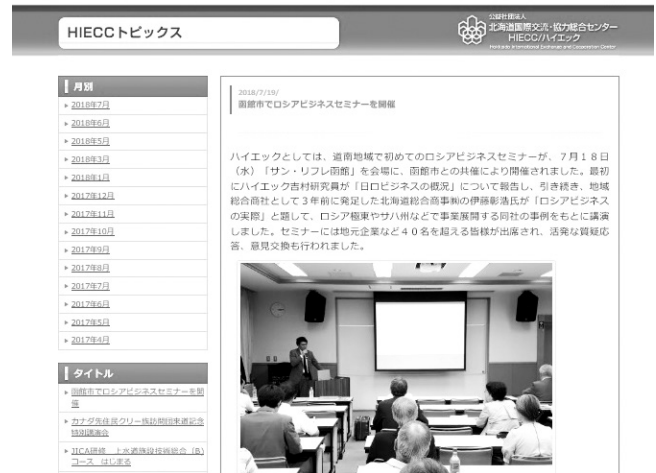 HIECCトピックス
公益社団法人
北海道国際交流・協力総合センター
HIECC/ハイエック
Hokkaido International Exchange and Cooperation Center
月別
2018年7月
2018年6月
2018年5月
2018年3月
2018年1月
2017年12月
2017年11月
2017年10月
2017年9月
2017年8月
2017年7月
2017年6月
2017年5月
2017年4月
タイトル
函館市でロシアビジネスセミナーを開
催
カナダ先住民クリー族訪問団来道記念
特別講演会
JICA研修 上水道施設技術総合（B）
コース はじまる
2018/7/19/
函館市でロシアビジネスセミナーを開催
ハイエックとしては、道南地域で初めてのロシアビジネスセミナーが、７月１８日
（水）「サン・リフレ函館」を会場に、函館市との共催により開催されました。最初
にハイエック吉村研究員が「日ロビジネスの概況」について報告し、引き続き、地域
総合商社として３年前に発足した北海道総合商事㈱の伊藤彰浩氏が「ロシアビジネス
の実際」と題して、ロシア極東やサハ州などで事業展開する同社の事例をもとに講演
しました。セミナーには地元企業など４０名を超える皆様が出席され、活発な質疑応
答、意見交換も行われました。